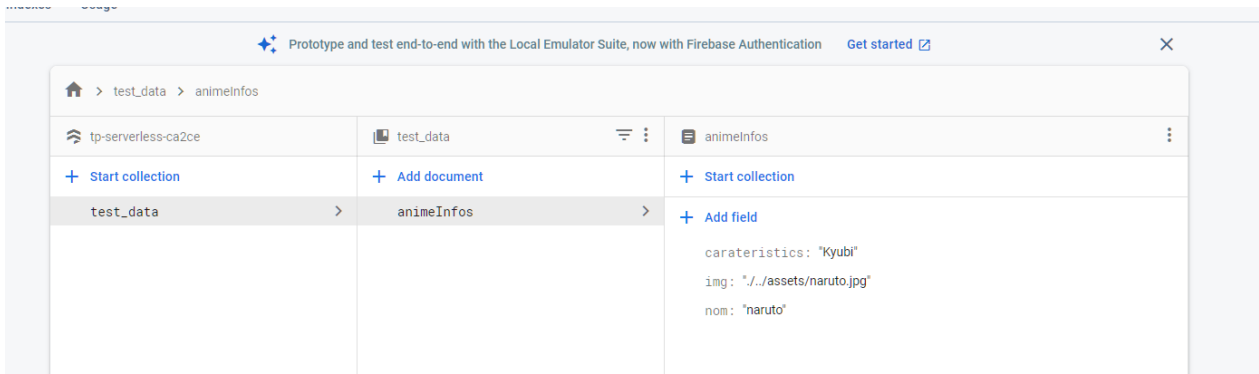 Indexes Usage
Prototype and test end-to-end with the Local Emulator Suite, now with Firebase Authentication Get started
test_data > animeInfos
tp-serverless-ca2ce
test_data
animeInfos
+ Start collection
+ Add document
+ Start collection
test_data
animeInfos
+ Add field
carateristics: "Kyubi"
img: "./../assets/naruto.jpg"
nom: "naruto"